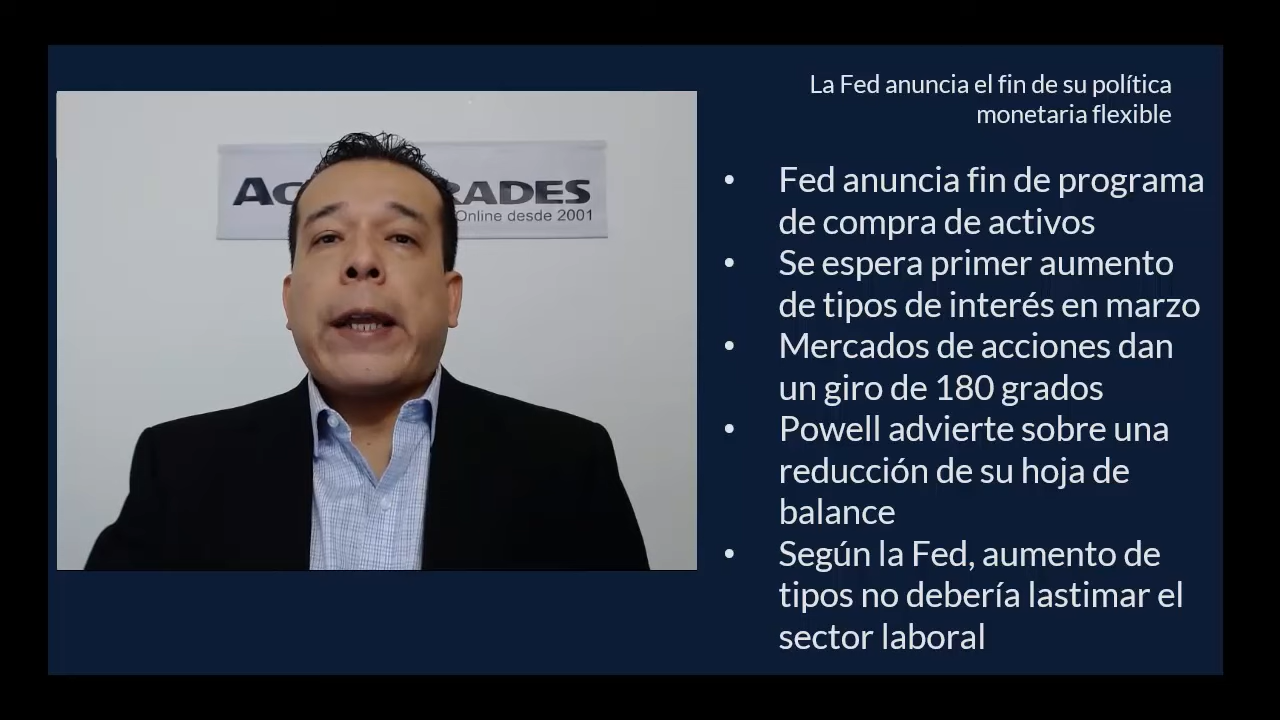 La Fed anuncia el fin de su política
monetaria flexible
Online desde 2001
• Fed anuncia fin de programa
de compra de activos
• Se espera primer aumento
de tipos de interés en marzo
• Mercados de acciones dan
un giro de 180 grados
• Powell advierte sobre una
reducción de su hoja de
balance
• Según la Fed, aumento de
tipos no debería lastimar el
sector laboral